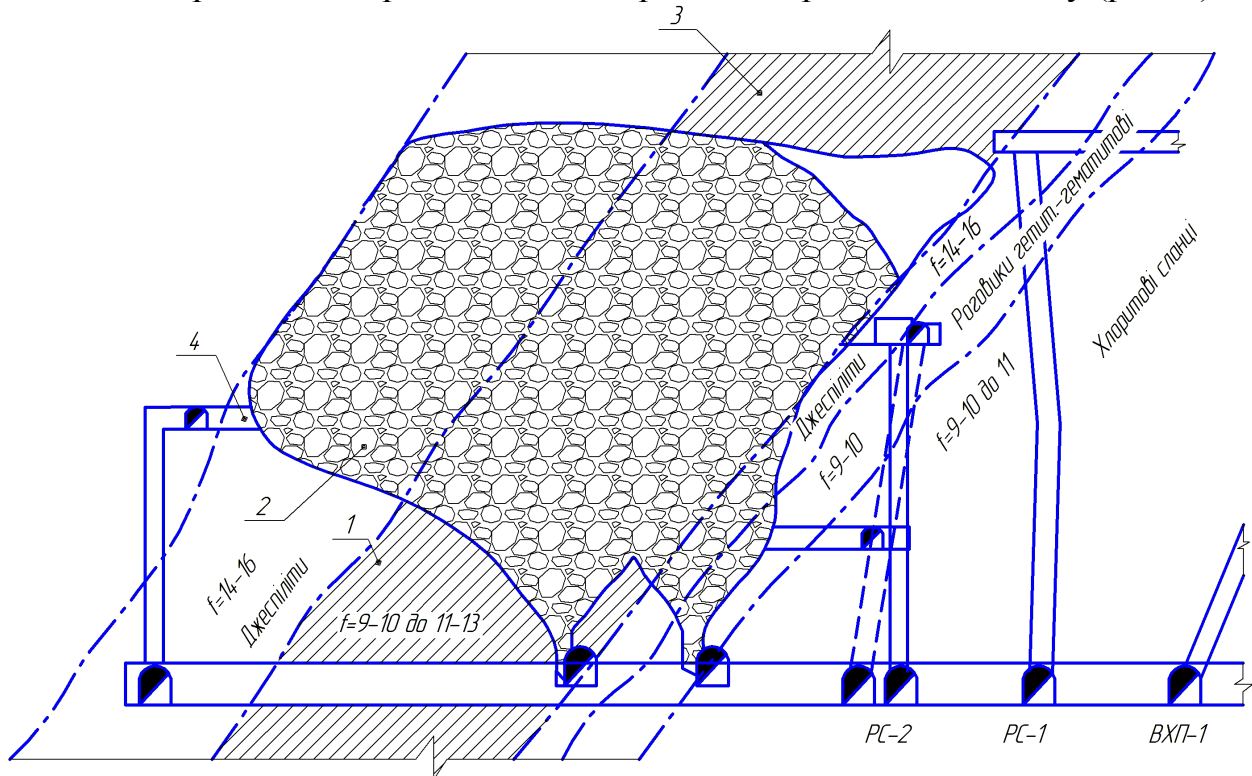 3
f=14-16
Роговики гетит.-гематитові
Хлоритові сланці
4
Джеспіліти
f=9-10
f=9-10 до 11
2
1
f=14-16
Джеспіліти
f=9-10 до 11-13
РС-2
РС-1
ВХП-1